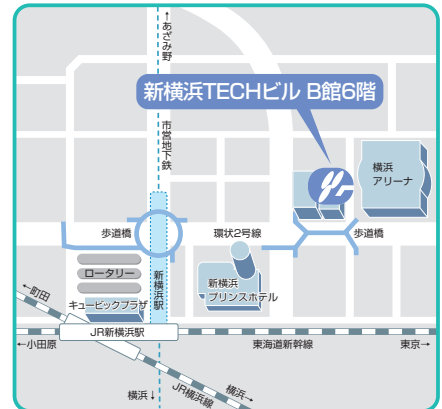 ←あざみ野
新横浜TECHビル B館6階
市営地下鉄
横浜
アリーナ
歩道橋
環状2号線
歩道橋
ロータリー
新横浜駅
新横浜
プリンスホテル
←町田
キュービックプラザ
JR新横浜駅
←小田原
東海道新幹線
東京→
横浜↓
JR横浜線
横浜→